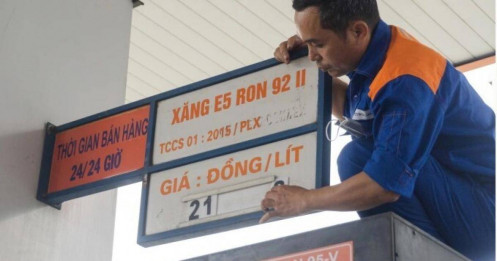 THỜI GIAN BÁN HÀNG
24/24 GIỜ
XĂNG E5 RON 92 II
TCCS 01 : 2015 / PLX
GIÁ : ĐỒNG/LÍT
21